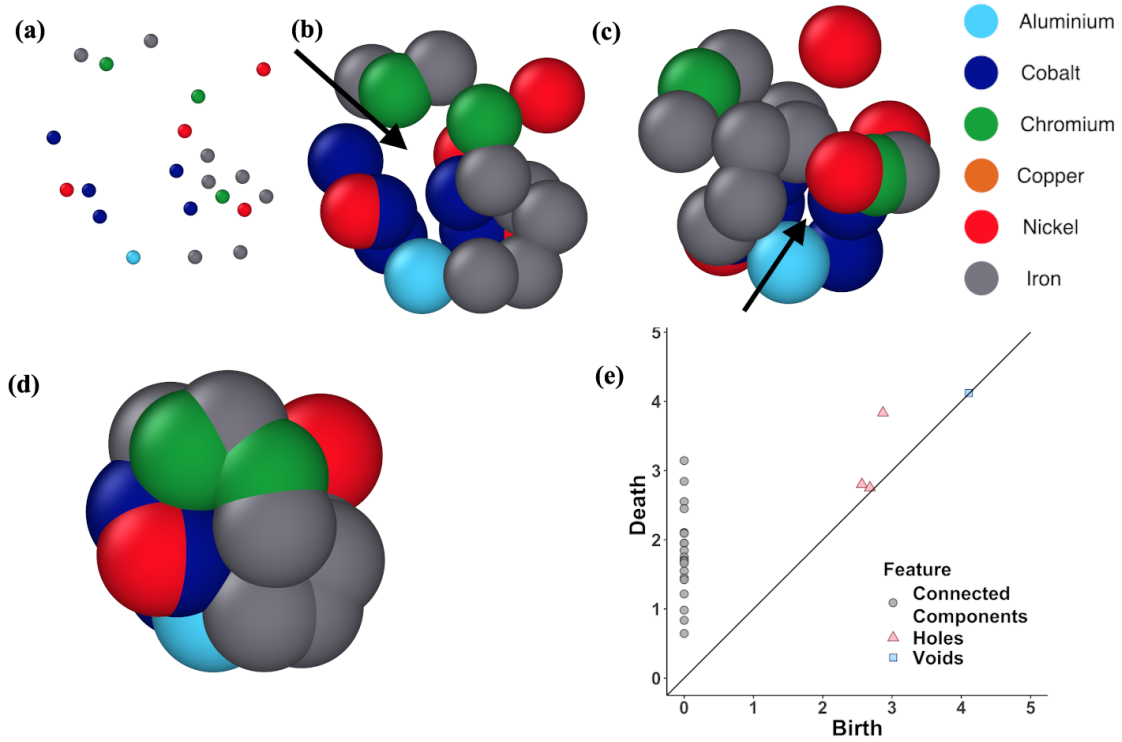 (a)
(b)
(c)
Aluminium
Cobalt
Chromium
Copper
Nickel
Iron
(d)
(e)
5
4
3
2
1
0
Death
Feature
Connected
Components
Holes
Voids
0 1 2 3 4 5
Birth